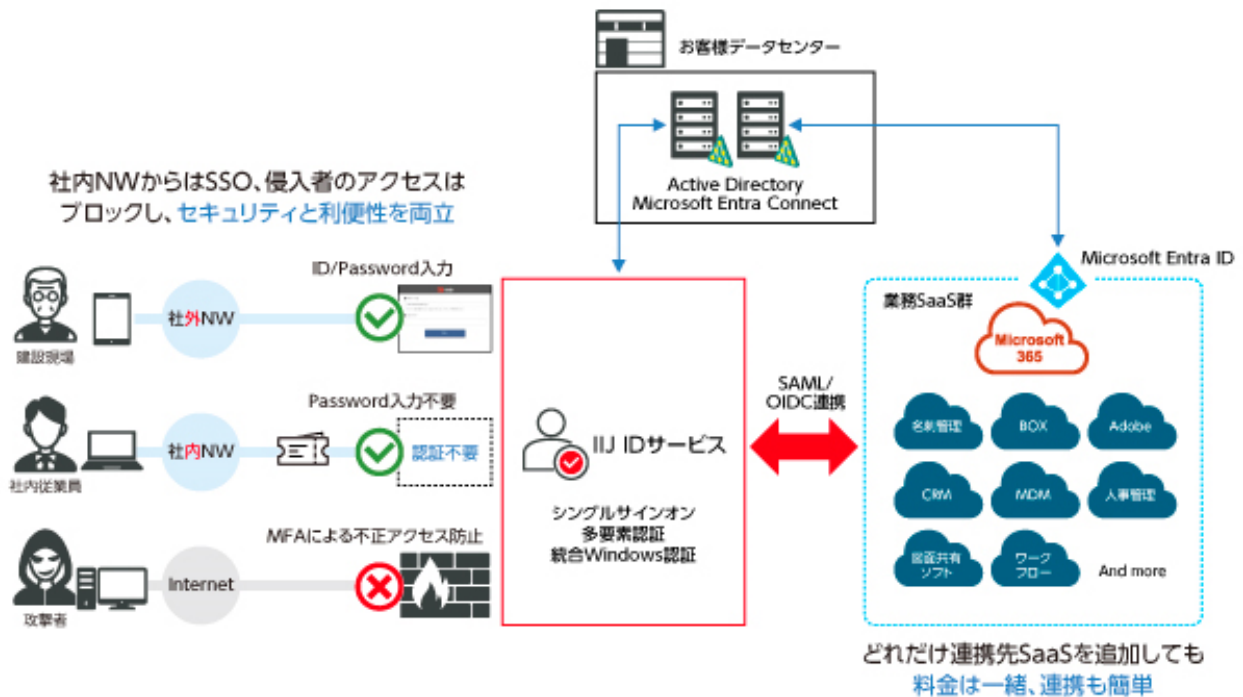 お客様データセンター
Active Directory
Microsoft Entra Connect
社内NWからはSSO、侵入者のアクセスは
ブロックし、セキュリティと利便性を両立
Microsoft Entra ID
建設現場
社外NW
ID/Password入力
社内従業員
社内NW
Password入力不要
認証不要
攻撃者
Internet
MFAによる不正アクセス防止
IIJ IDサービス
シングルサインオン
多要素認証
統合Windows認証
SAML/
OIDC連携
業務SaaS群
Microsoft
365
名刺管理
BOX
Adobe
CRM
MDM
人事管理
図面共有
ソフト
ワーク
フロー
And more
どれだけ連携先SaaSを追加しても
料金は一緒、連携も簡単